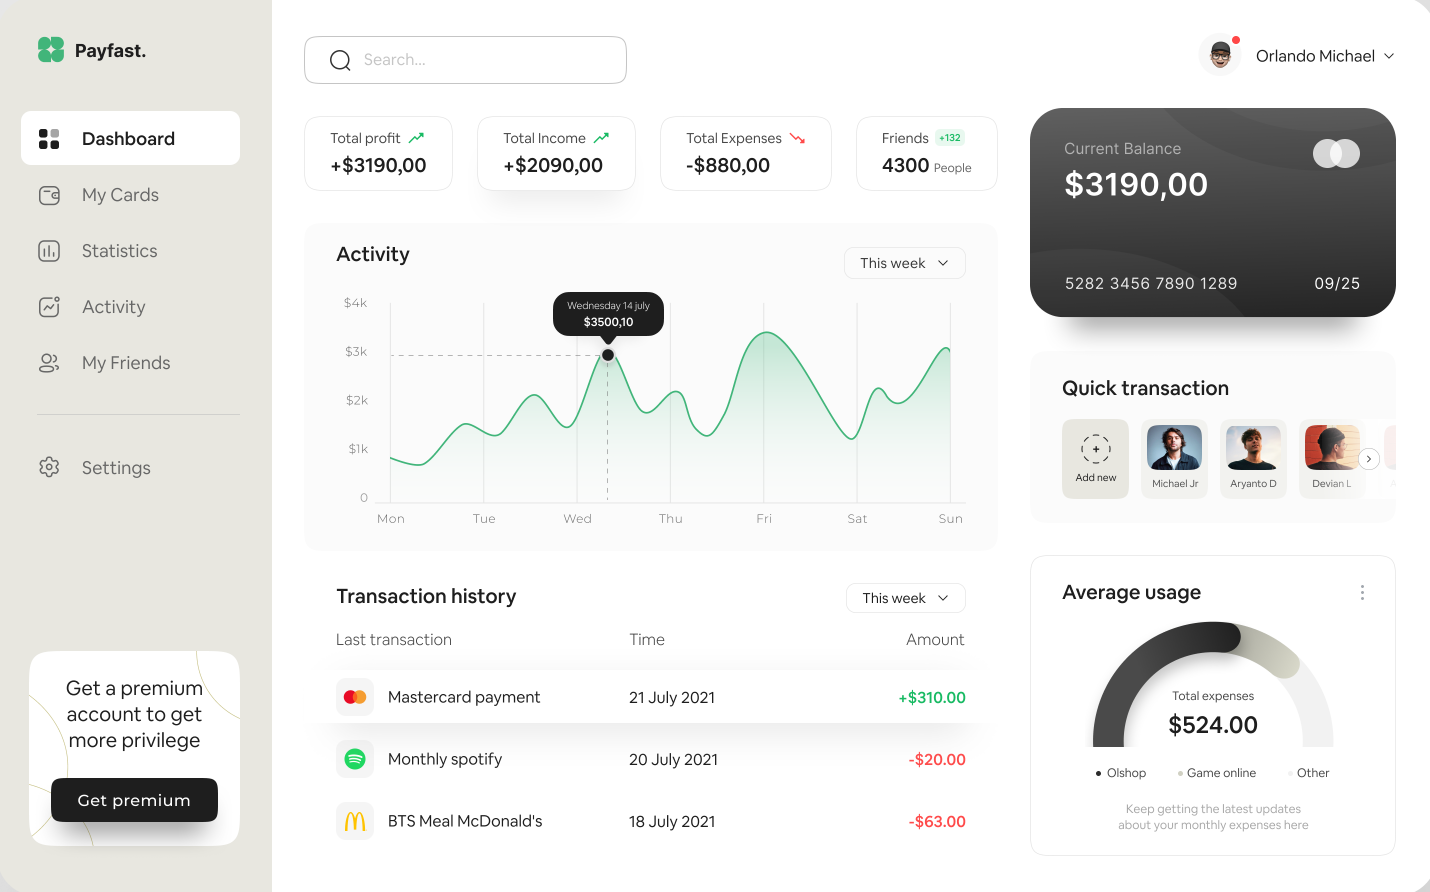 Payfast.
Dashboard
My Cards
Statistics
Activity
My Friends
Settings
Get a premium
account to get
more privilege
Get premium
Search...
Orlando Michael
Total profit
+$3190,00
Total Income
+$2090,00
Total Expenses
-$880,00
Friends +132
4300 People
Activity
This week
$4k
$3k
$2k
$1k
0
Wednesday 14 july
$3500,10
Mon Tue Wed Thu Fri Sat Sun
Transaction history
This week
Last transaction Time Amount
Mastercard payment 21 July 2021 +$310.00
Monthly spotify 20 July 2021 -$20.00
BTS Meal McDonald's 18 July 2021 -$63.00
Current Balance
$3190,00
5282 3456 7890 1289 09/25
Quick transaction
Add new
Michael Jr
Aryanto D
Devian L
Average usage
Total expenses
$524.00
Olshop Game online Other
Keep getting the latest updates
about your monthly expenses here